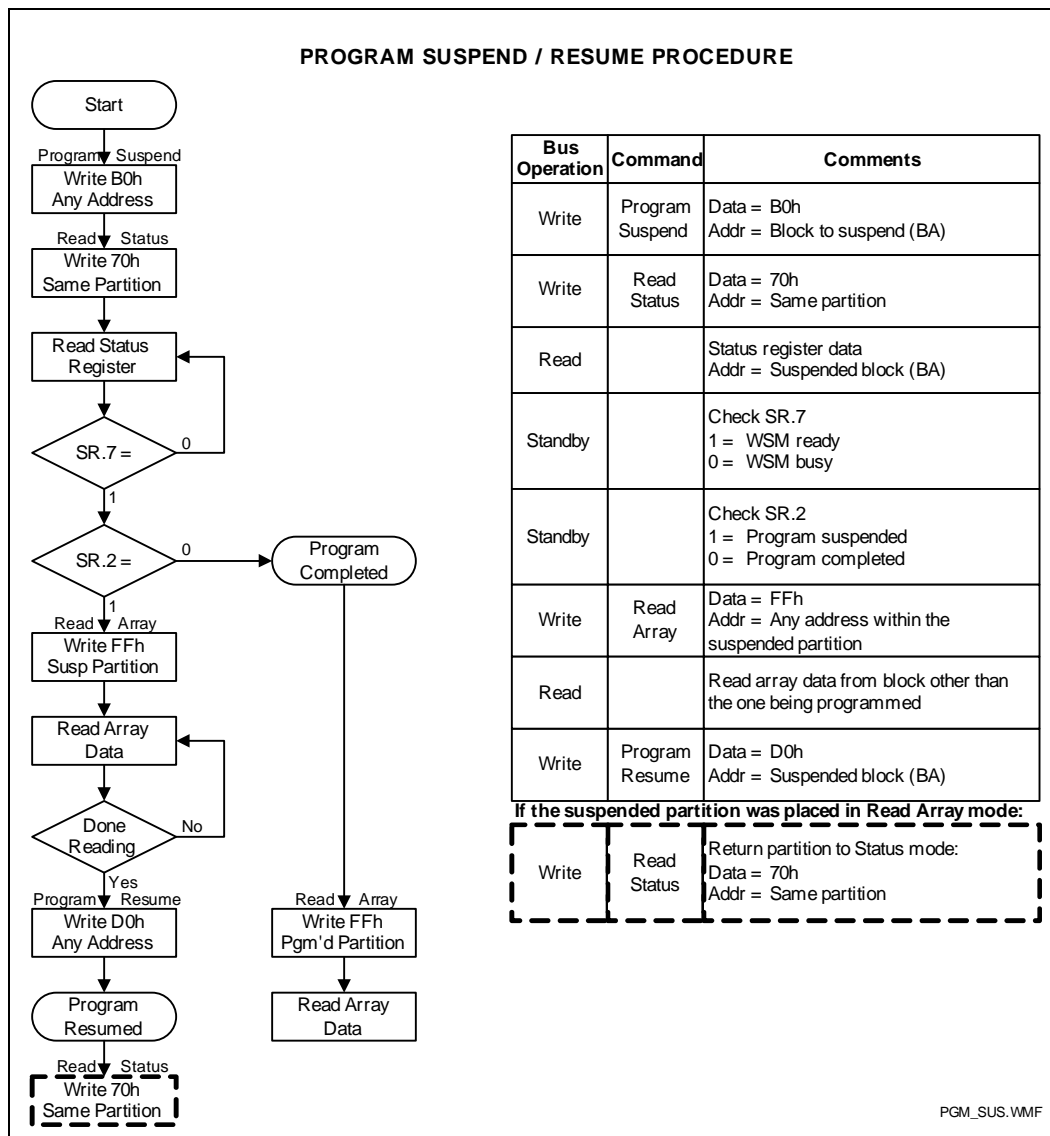 PROGRAM SUSPEND / RESUME PROCEDURE
Start
Program Suspend
Write B0h
Any Address
Read Status
Write 70h
Same Partition
Read Status
Register
SR.7 =
0
1
SR.2 =
0
1
Program
Completed
Read Array
Write FFh
Susp Partition
Read Array
Data
Done
Reading
No
Yes
Program Resume
Write D0h
Any Address
Program
Resumed
Read Status
Write 70h
Same Partition
Read Array
Write FFh
Pgm'd Partition
Read Array
Data
Bus
Operation
Command
Comments
Write
Program
Suspend
Data = B0h
Addr = Block to suspend (BA)
Write
Read
Status
Data = 70h
Addr = Same partition
Read
Status register data
Addr = Suspended block (BA)
Standby
Check SR.7
1 = WSM ready
0 = WSM busy
Standby
Check SR.2
1 = Program suspended
0 = Program completed
Write
Read
Array
Data = FFh
Addr = Any address within the
suspended partition
Read
Read array data from block other than
the one being programmed
Write
Program
Resume
Data = D0h
Addr = Suspended block (BA)
If the suspended partition was placed in Read Array mode:
Write
Read
Status
Return partition to Status mode:
Data = 70h
Addr = Same partition
PGM_SUS.WMF